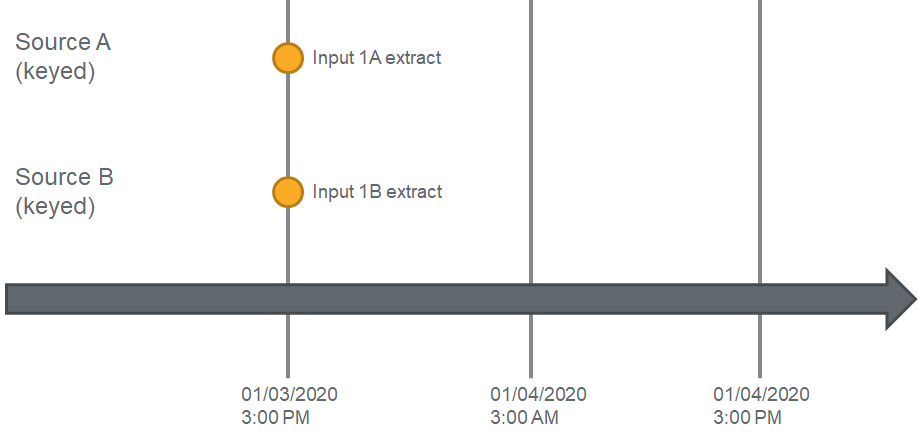 Source A
(keyed)
Input 1A extract
Source B
(keyed)
Input 1B extract
01/03/2020
3:00 PM
01/04/2020
3:00 AM
01/04/2020
3:00 PM